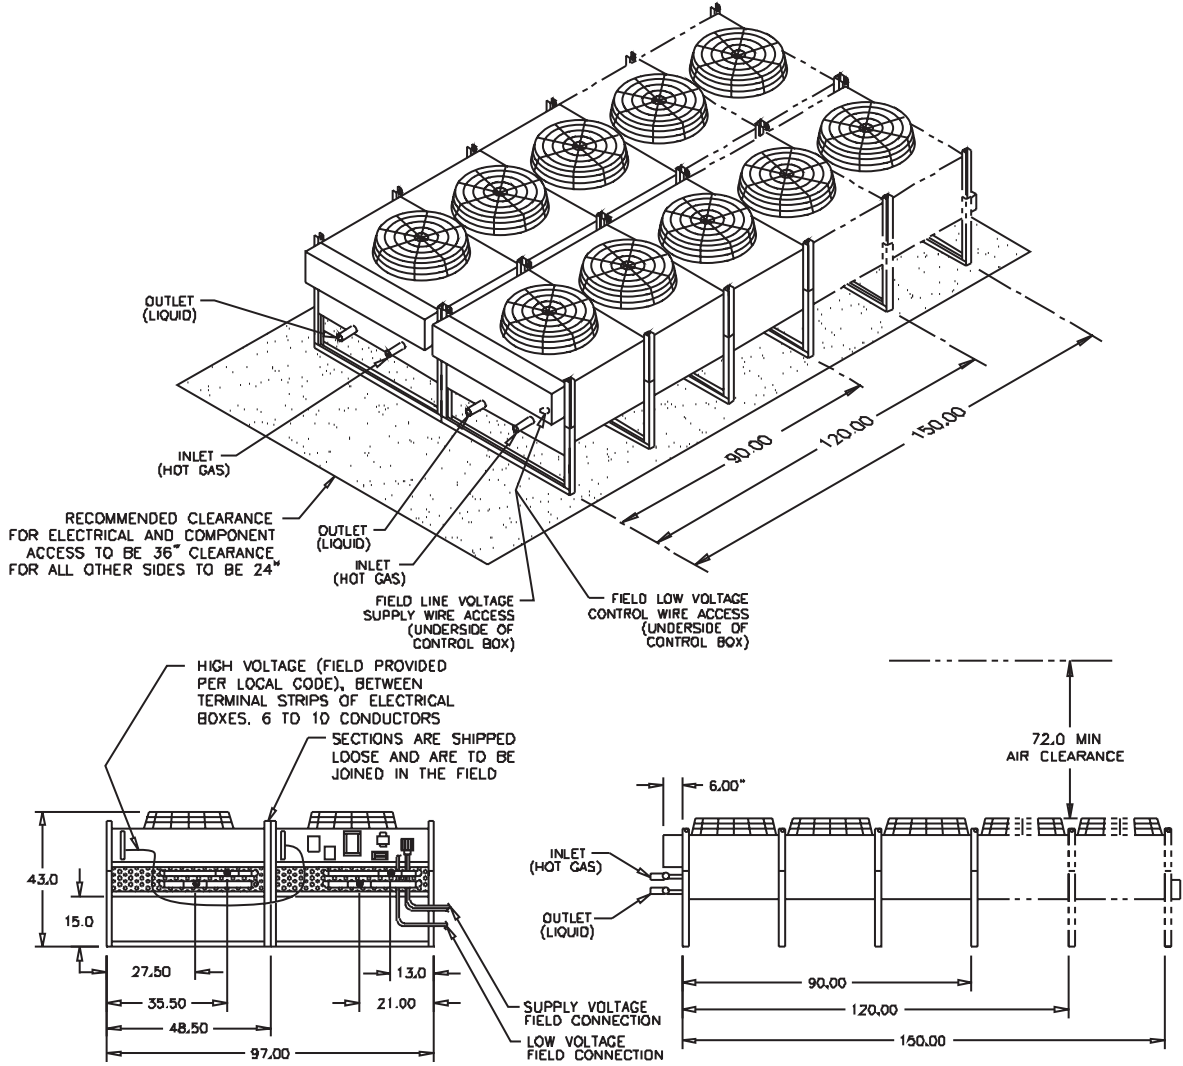 OUTLET
(LIQUID)
INLET
(HOT GAS)
RECOMMENDED CLEARANCE
FOR ELECTRICAL AND COMPONENT
ACCESS TO BE 36" CLEARANCE
FOR ALL OTHER SIDES TO BE 24"
OUTLET
(LIQUID)
INLET
(HOT GAS)
FIELD LINE VOLTAGE
SUPPLY WIRE ACCESS
(UNDERSIDE OF
CONTROL BOX)
FIELD LOW VOLTAGE
CONTROL WIRE ACCESS
(UNDERSIDE OF
CONTROL BOX)
90.00
120.00
150.00
HIGH VOLTAGE (FIELD PROVIDED
PER LOCAL CODE), BETWEEN
TERMINAL STRIPS OF ELECTRICAL
BOXES. 6 TO 10 CONDUCTORS
SECTIONS ARE SHIPPED
LOOSE AND ARE TO BE
JOINED IN THE FIELD
43.0
15.0
27.50
35.50
48.50
97.00
13.0
21.00
SUPPLY VOLTAGE
FIELD CONNECTION
LOW VOLTAGE
FIELD CONNECTION
72.0 MIN
AIR CLEARANCE
6.00"
INLET
(HOT GAS)
OUTLET
(LIQUID)
90.00
120.00
150.00